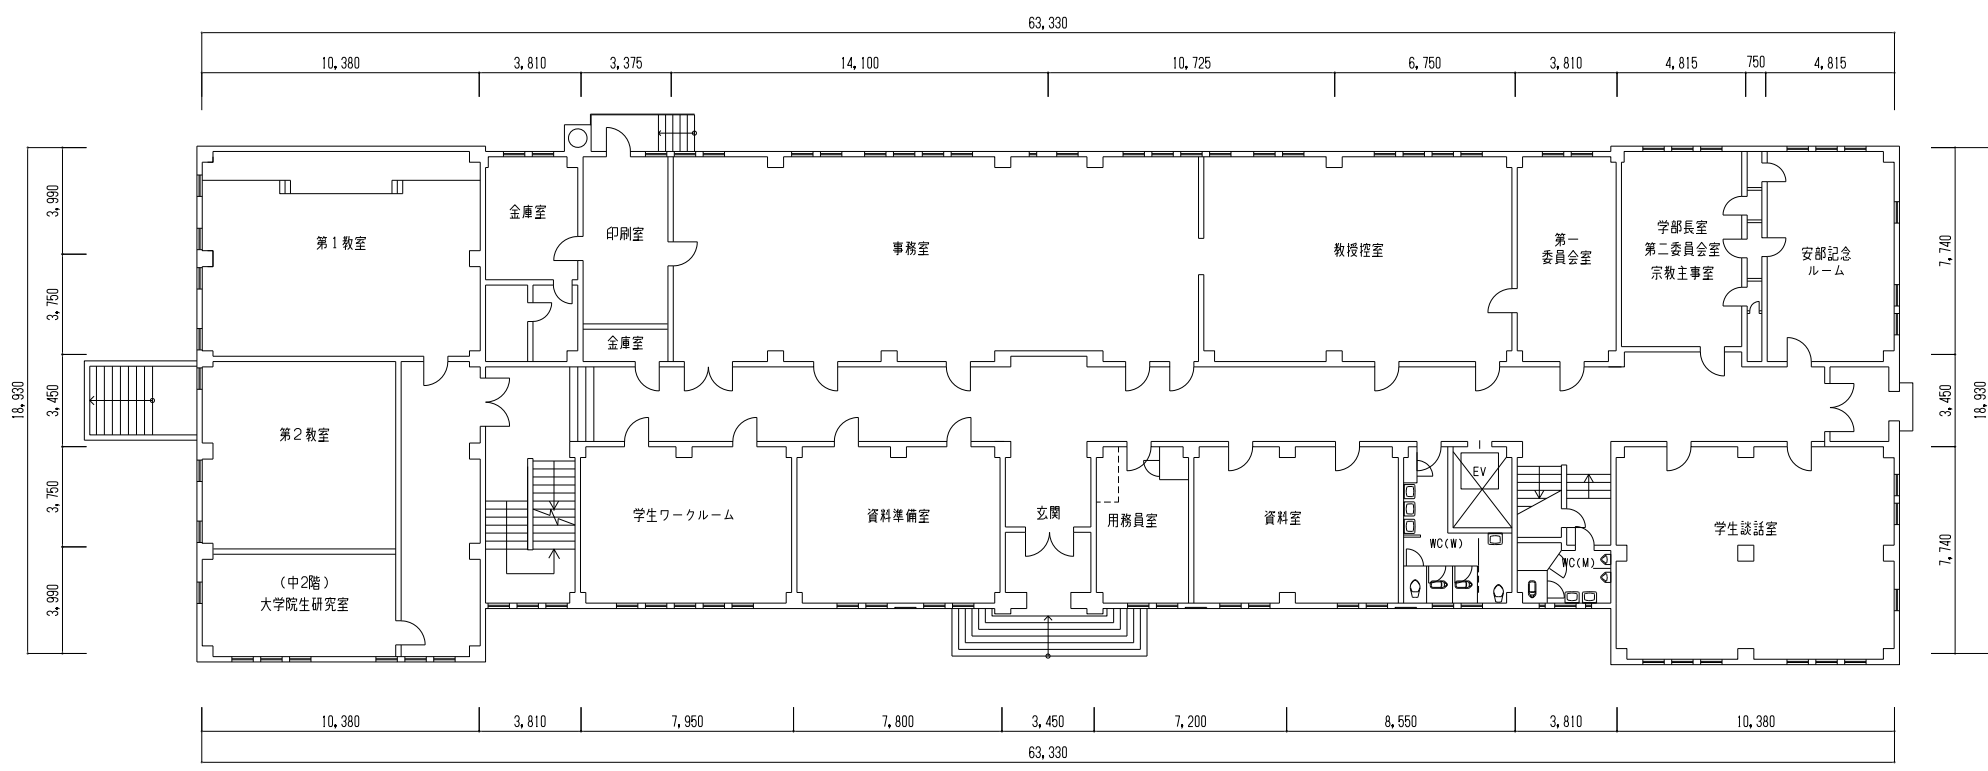 63,330
10,380 3,810 3,375 14,100 10,725 6,750 3,810 4,815 750 4,815
18,930
3,990
3,750
3,450
3,750
3,990
7,740
3,450
7,740
18,930
第1教室
金庫室
印刷室
事務室
教授控室
第一
委員会室
学部長室
第二委員会室
宗教主事室
安部記念
ルーム
金庫室
第2教室
(中2階)
大学院生研究室
学生ワークルーム
資料準備室
玄関
用務員室
資料室
EV
WC(W)
WC(M)
学生談話室
10,380 3,810 7,950 7,800 3,450 7,200 8,550 3,810 10,380
63,330